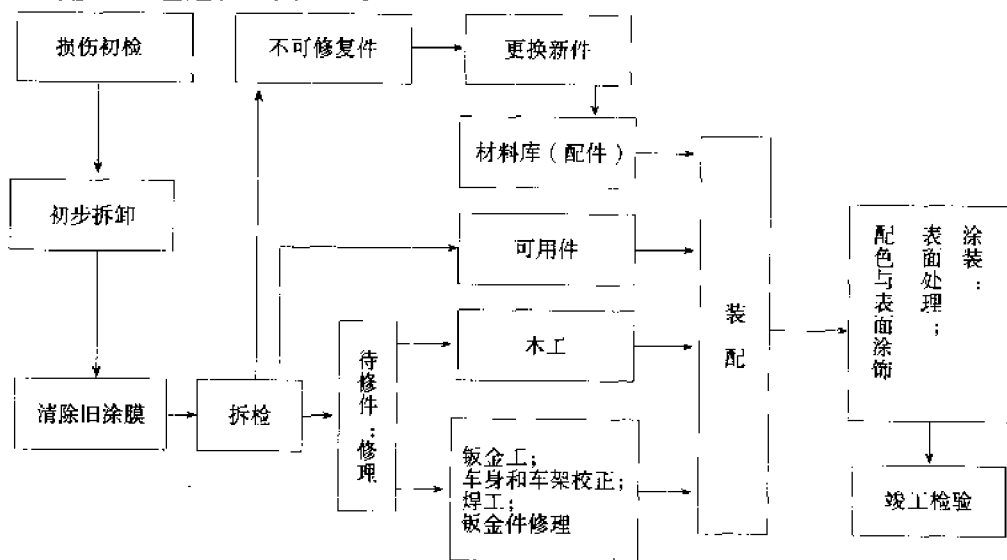 损伤初检
不可修复件
更换新件
材料库（配件）
初步拆卸
可用件
涂装：
表面处理；
配色与表面涂饰
装配
木工
待修件：修理
清除旧涂膜
拆检
钣金工；
车身和车架校正；
焊工；
钣金件修理
竣工检验